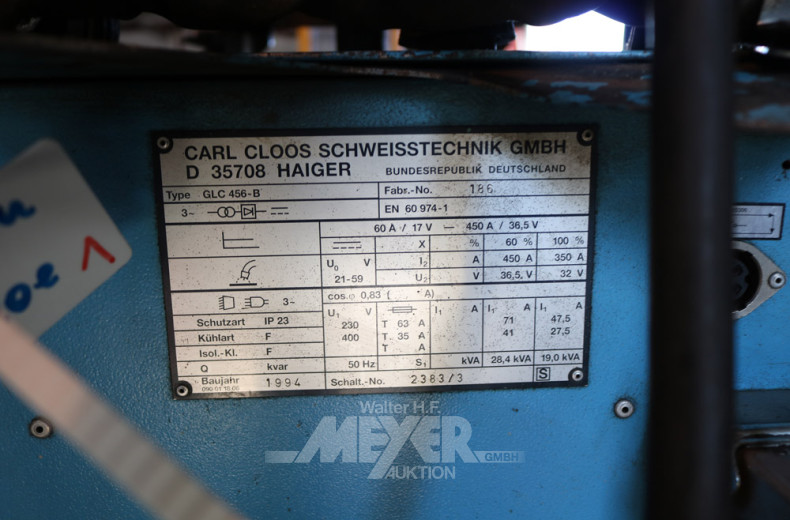 CARL CLOOS SCHWEISSTECHNIK GMBH
D 35708 HAIGER BUNDESREPUBLIK DEUTSCHLAND
Type GLC 456-B Fabr.-No. 186
3~ EN 60 974-1
60 A / 17 V – 450 A / 36,5 V
X % 60 % 100 %
U0 V I2 A 450 A 350 A
21-59 U2 V 36,5 V 32 V
3~ cos φ 0,83 ( A)
U1 V I1 A I1 A I1 A
Schutzart IP 23 230 T 63 A 71 47,5
Kühlart F 400 T 35 A 41 27,5
Isol.-Kl. F T A
Q kvar 50 Hz S1 kVA 28,4 kVA 19,0 kVA
Baujahr 1994 Schalt.-No. 2383/3 S
Walter H.F.
MEYER
GMBH
AUKTION